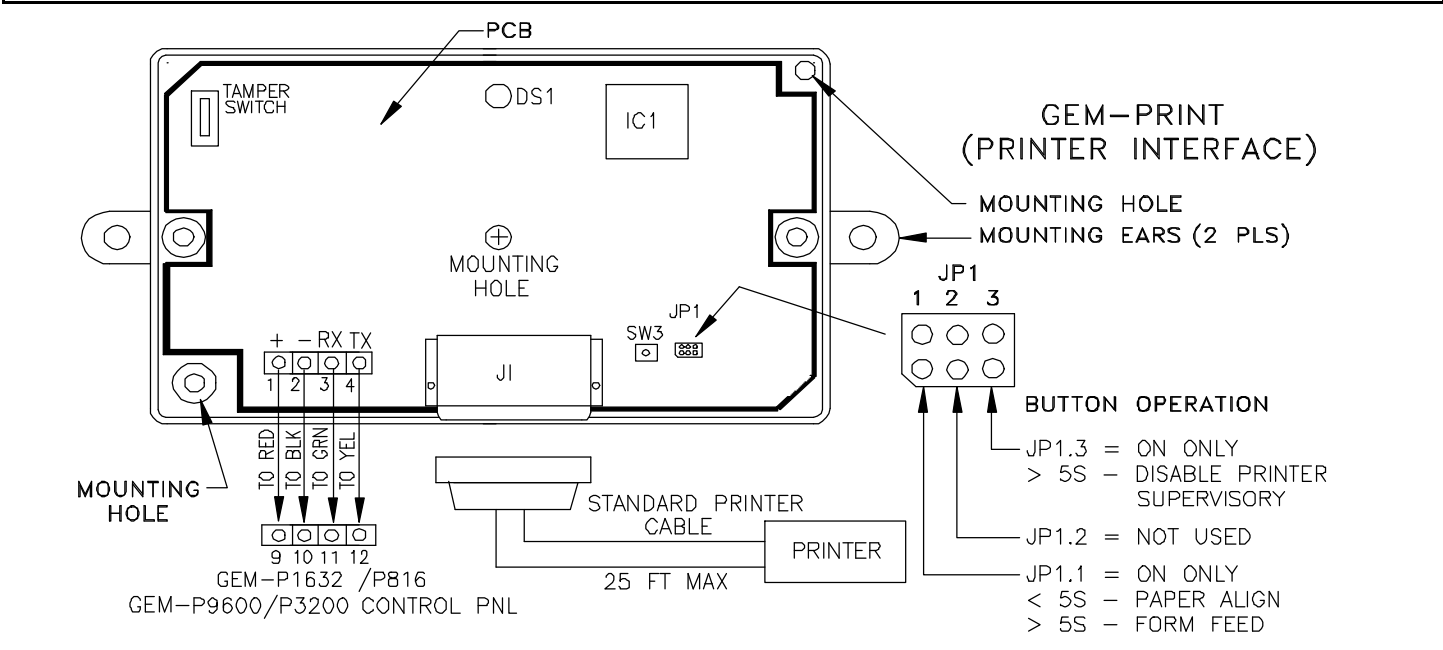 PCB
TAMPER
SWITCH
DS1
IC1
GEM-PRINT
(PRINTER INTERFACE)
MOUNTING HOLE
MOUNTING EARS (2 PLS)
MOUNTING
HOLE
JP1
1 2 3
JP1
SW3
+ - RX TX
1 2 3 4
J1
BUTTON OPERATION
JP1.3 = ON ONLY
> 5S - DISABLE PRINTER
SUPERVISORY
JP1.2 = NOT USED
JP1.1 = ON ONLY
< 5S - PAPER ALIGN
> 5S - FORM FEED
TO RED
TO BLK
TO GRN
TO YEL
MOUNTING
HOLE
STANDARD PRINTER
CABLE
PRINTER
25 FT MAX
9 10 11 12
GEM-P1632 /P816
GEM-P9600/P3200 CONTROL PNL